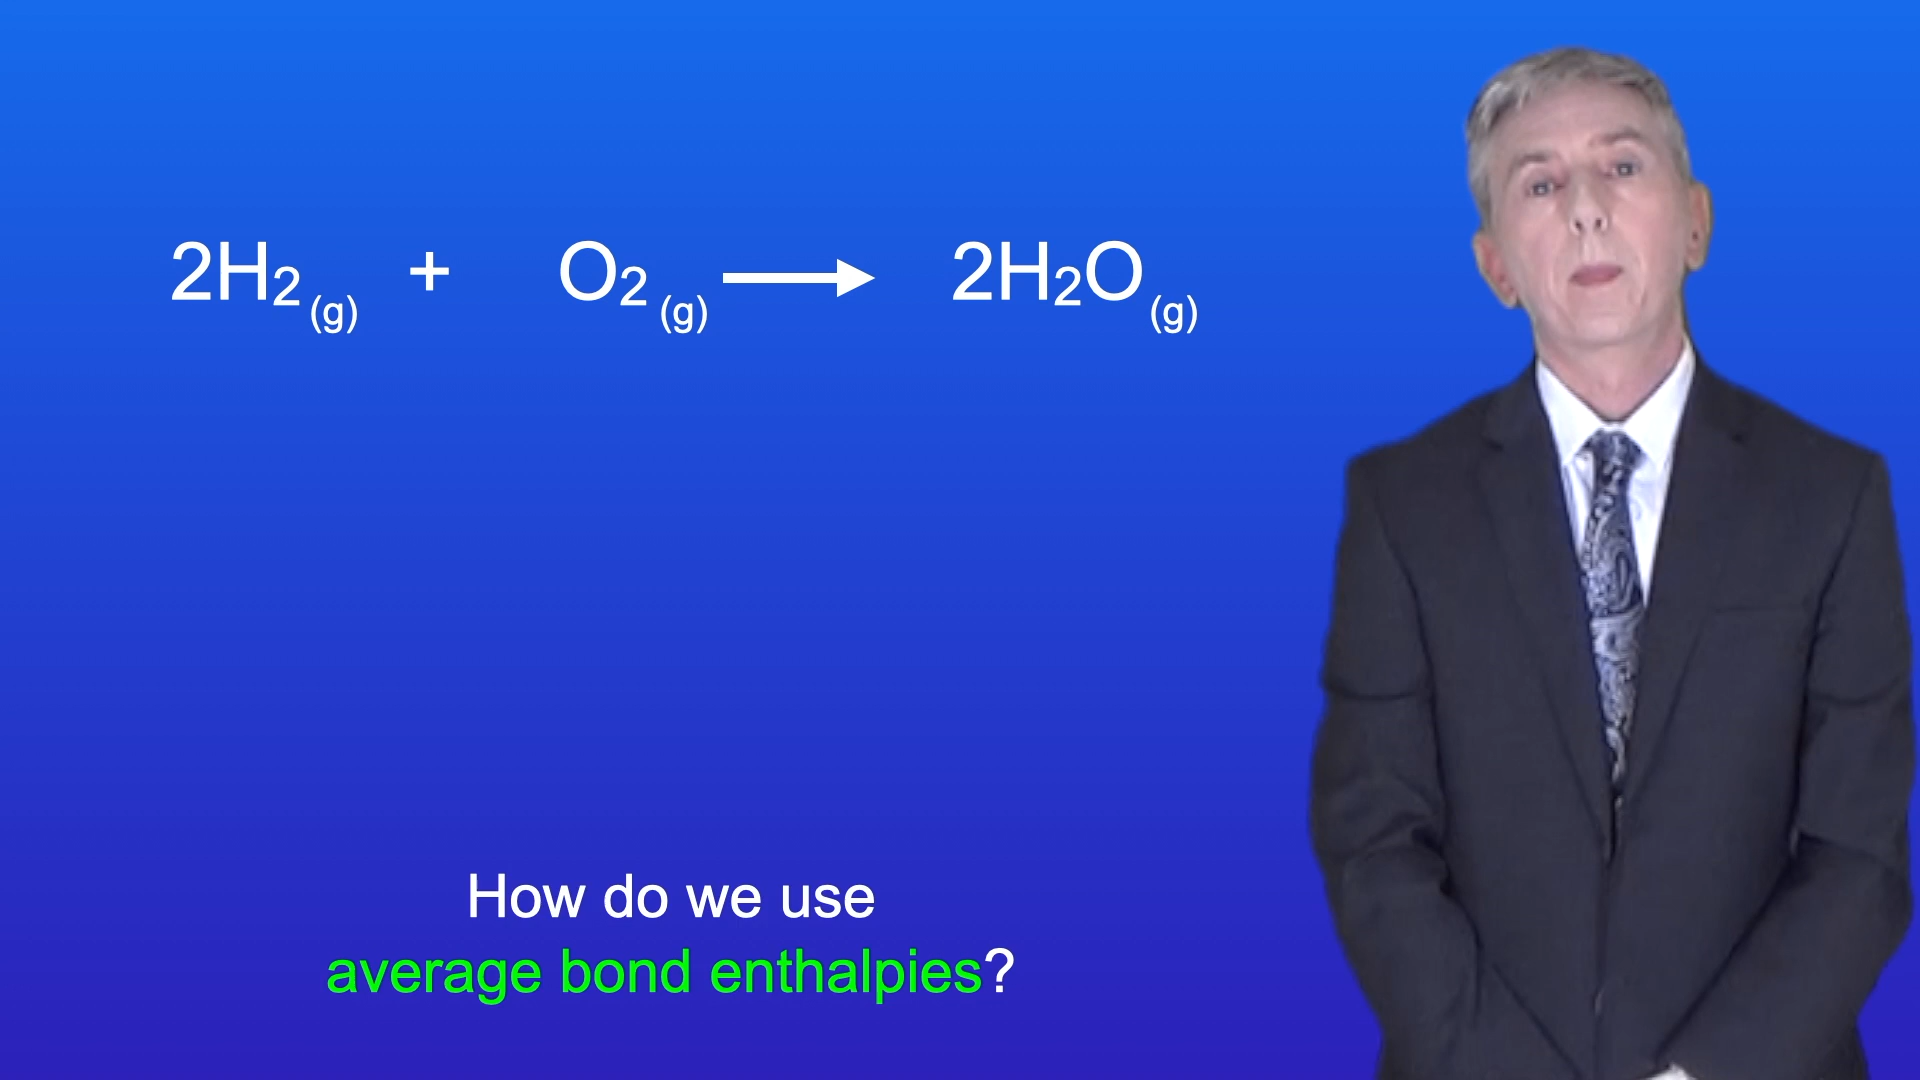 2H₂ (g) + O₂ (g) ⟶ 2H₂O (g)
How do we use
average bond enthalpies?